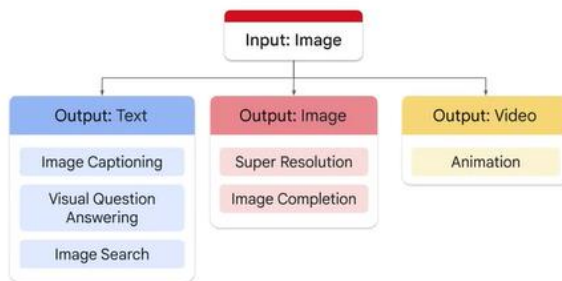 Input: Image
Output: Text
Image Captioning
Visual Question
Answering
Image Search
Output: Image
Super Resolution
Image Completion
Output: Video
Animation